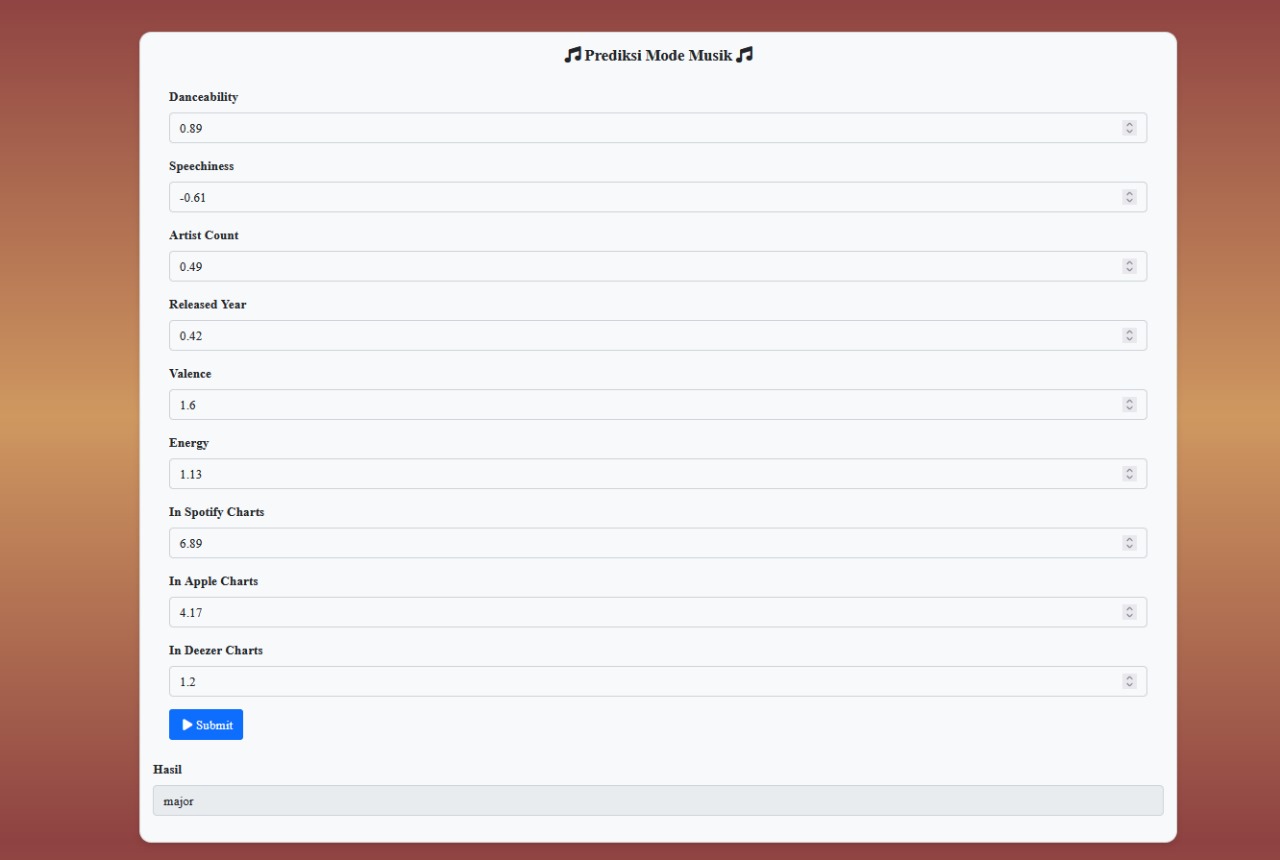 Prediksi Mode Musik
Danceability
0.89
Speechiness
-0.61
Artist Count
0.49
Released Year
0.42
Valence
1.6
Energy
1.13
In Spotify Charts
6.89
In Apple Charts
4.17
In Deezer Charts
1.2
Submit
Hasil
major